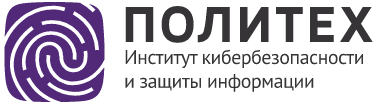 ПОЛИТЕХ
Институт кибербезопасности
и защиты информации